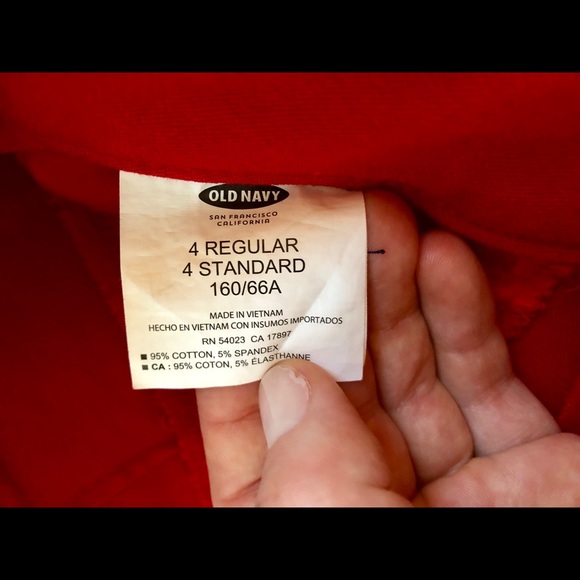 OLD NAVY
SAN FRANCISCO
CALIFORNIA
4 REGULAR
4 STANDARD
160/66A
MADE IN VIETNAM
HECHO EN VIETNAM CON INSUMOS IMPORTADOS
RN 54023 CA 17897
■ 95% COTTON, 5% SPANDEX
■ CA : 95% COTON, 5% ÉLASTHANNE